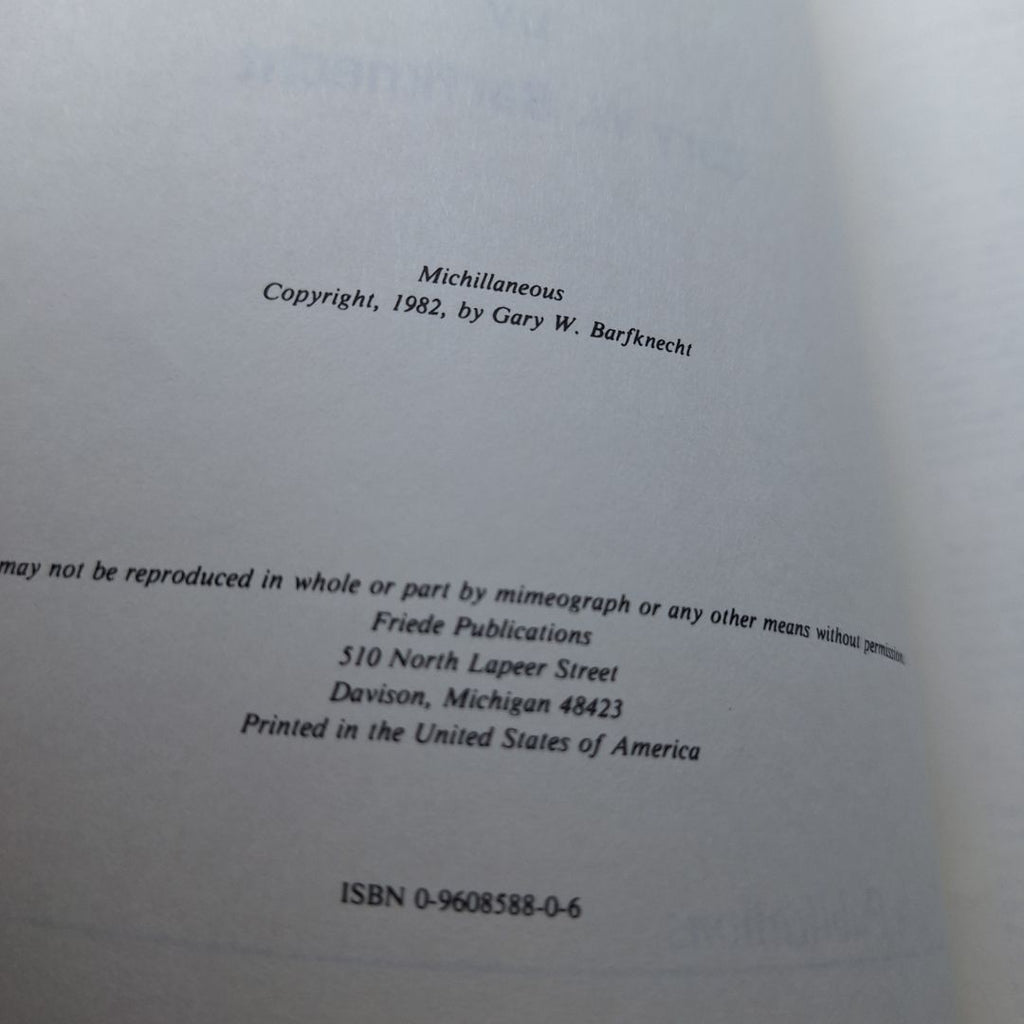 Michillaneous
Copyright, 1982, by Gary W. Barfknecht
may not be reproduced in whole or part by mimeograph or any other means without permission.
Friede Publications
510 North Lapeer Street
Davison, Michigan 48423
Printed in the United States of America
ISBN 0-9608588-0-6